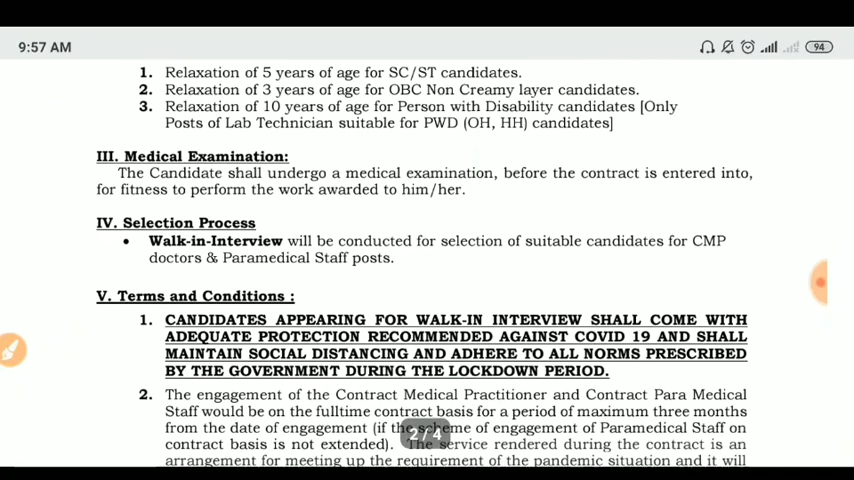 9:57 AM
94
1. Relaxation of 5 years of age for SC/ST candidates.
2. Relaxation of 3 years of age for OBC Non Creamy layer candidates.
3. Relaxation of 10 years of age for Person with Disability candidates [Only
Posts of Lab Technician suitable for PWD (OH, HH) candidates]
III. Medical Examination:
The Candidate shall undergo a medical examination, before the contract is entered into,
for fitness to perform the work awarded to him/her.
IV. Selection Process
• Walk-in-Interview will be conducted for selection of suitable candidates for CMP
doctors & Paramedical Staff posts.
V. Terms and Conditions :
1. CANDIDATES APPEARING FOR WALK-IN INTERVIEW SHALL COME WITH
ADEQUATE PROTECTION RECOMMENDED AGAINST COVID 19 AND SHALL
MAINTAIN SOCIAL DISTANCING AND ADHERE TO ALL NORMS PRESCRIBED
BY THE GOVERNMENT DURING THE LOCKDOWN PERIOD.
2. The engagement of the Contract Medical Practitioner and Contract Para Medical
Staff would be on the fulltime contract basis for a period of maximum three months
from the date of engagement (if the scheme of engagement of Paramedical Staff on
contract basis is not extended). The service rendered during the contract is an
arrangement for meeting up the requirement of the pandemic situation and it will
2/4